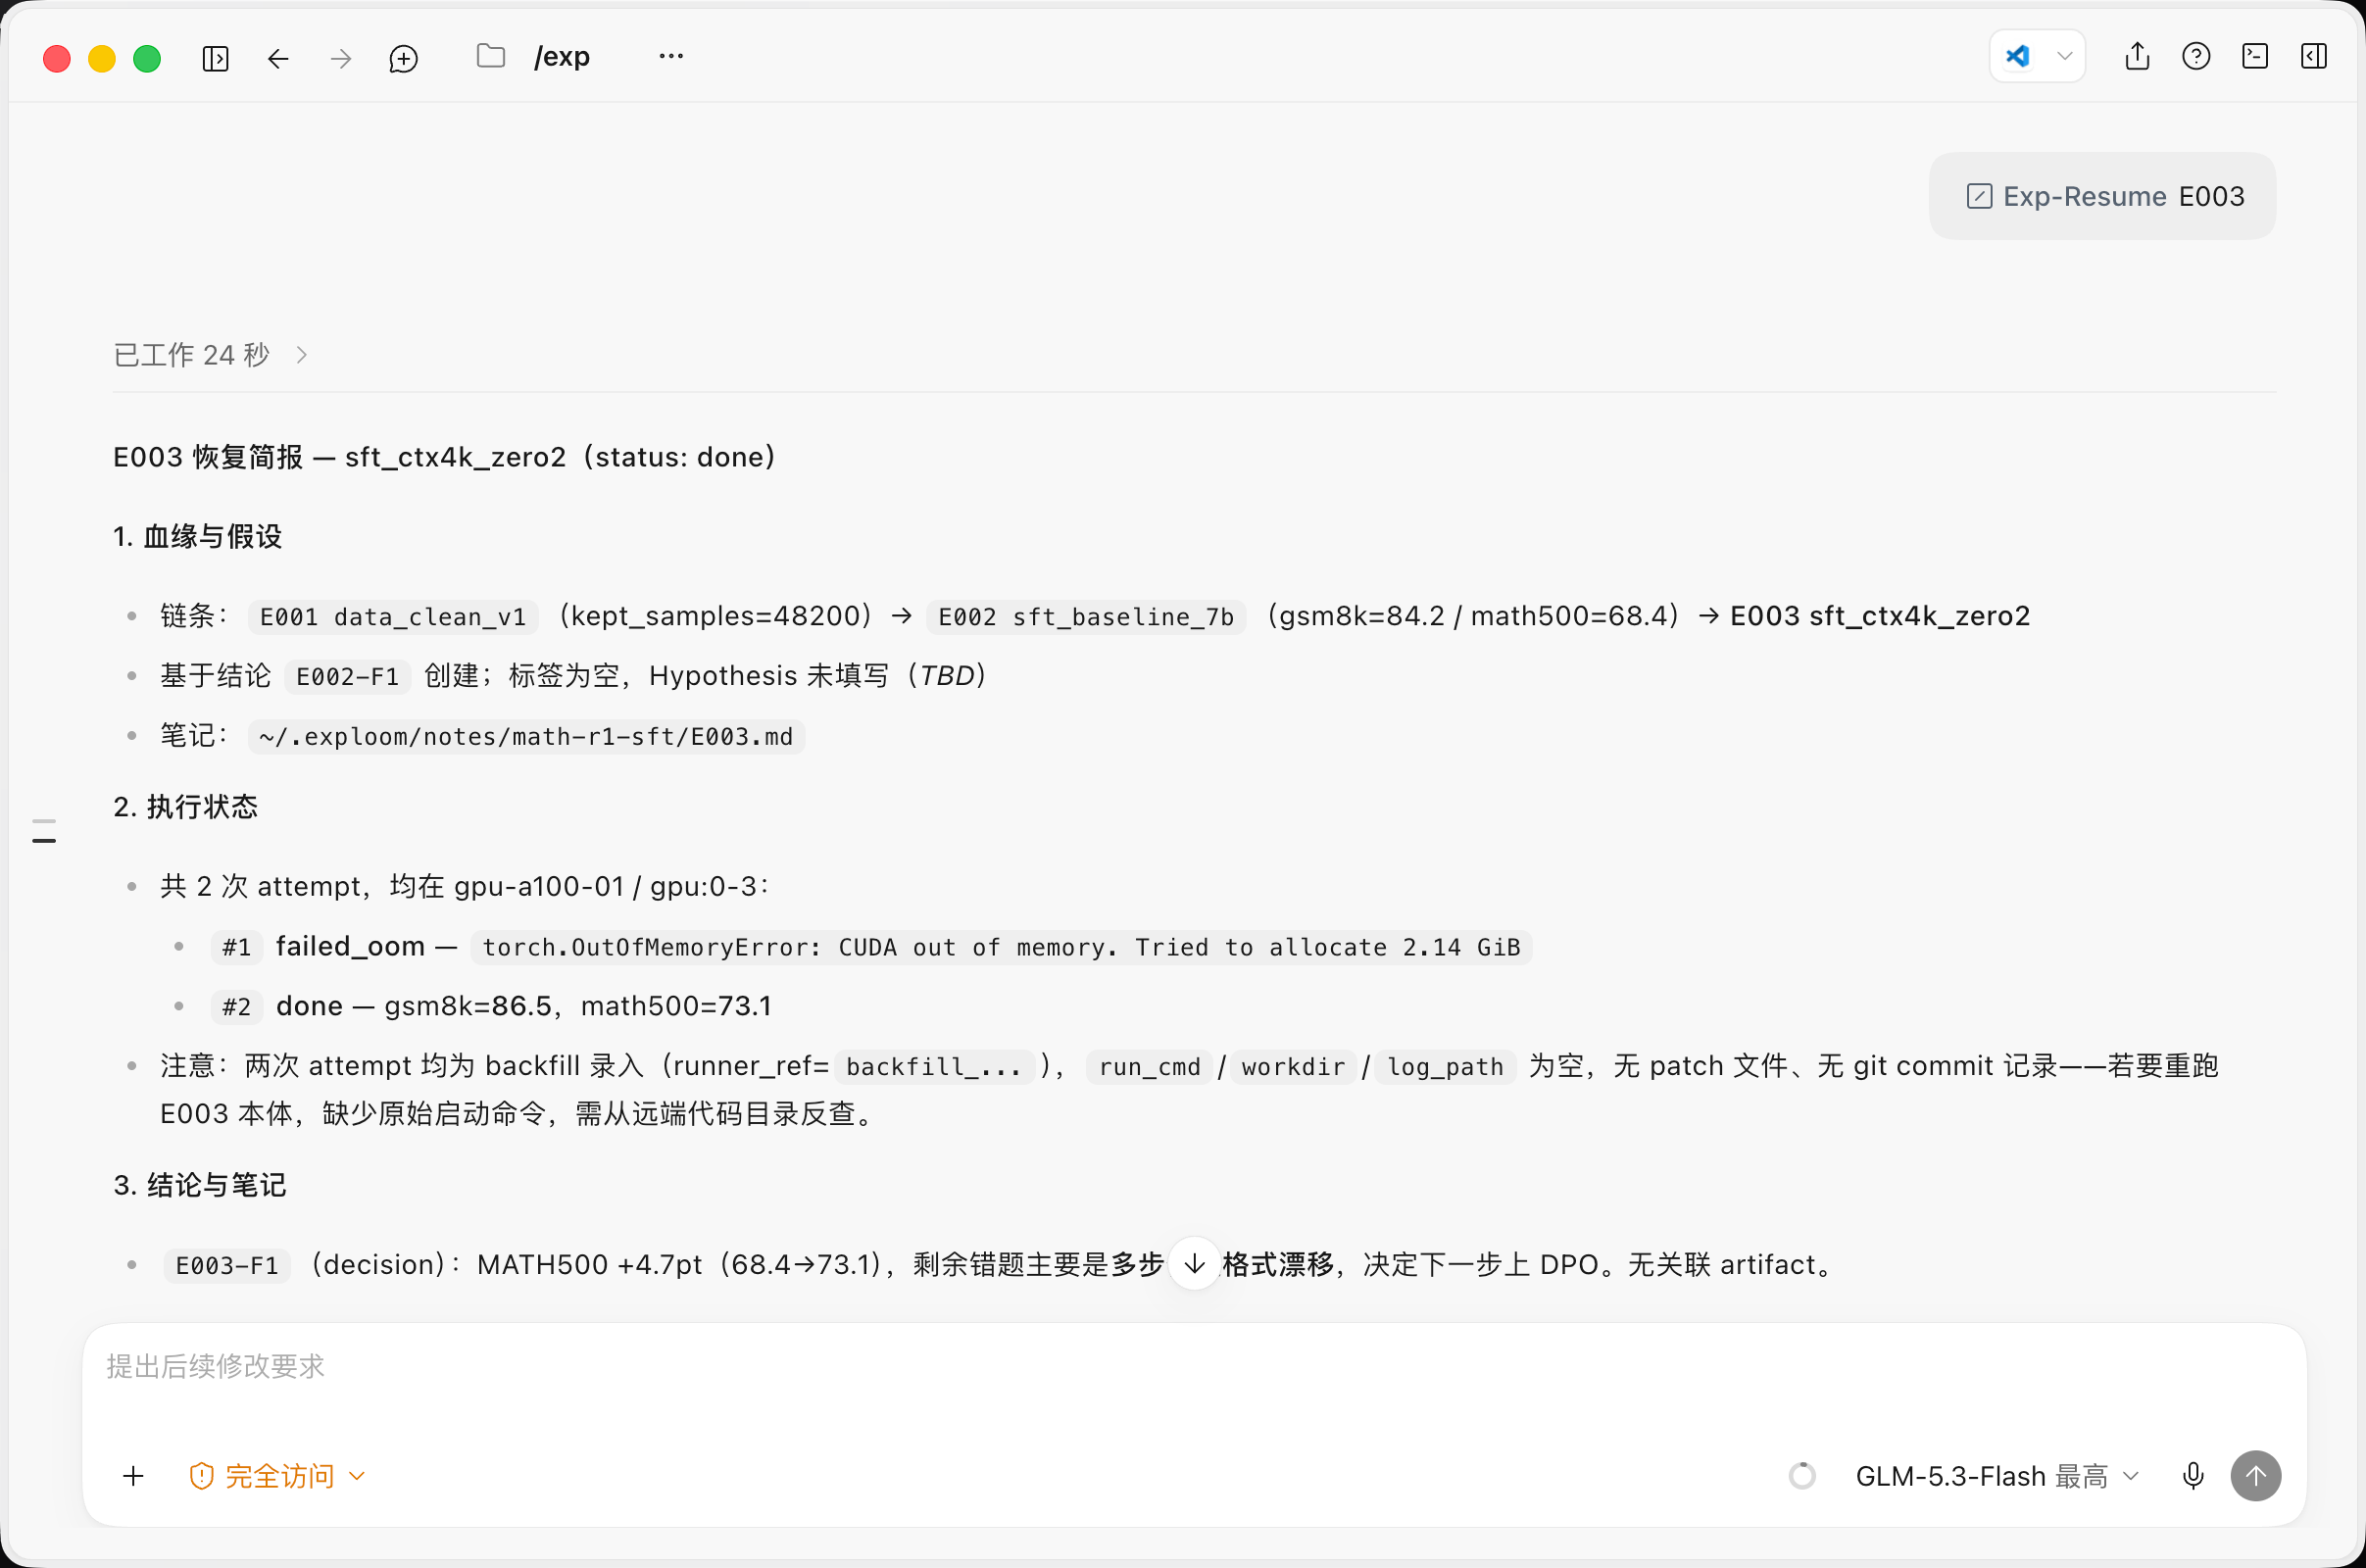 /exp
Exp-Resume E003
已工作 24 秒
E003 恢复简报 — sft_ctx4k_zero2（status: done）
1. 血缘与假设
链条： E001 data_clean_v1 （kept_samples=48200）→ E002 sft_baseline_7b （gsm8k=84.2 / math500=68.4）→ E003 sft_ctx4k_zero2
基于结论 E002-F1 创建；标签为空，Hypothesis 未填写（TBD）
笔记： ~/.exploom/notes/math-r1-sft/E003.md
2. 执行状态
共 2 次 attempt，均在 gpu-a100-01 / gpu:0-3：
#1 failed_oom — torch.OutOfMemoryError: CUDA out of memory. Tried to allocate 2.14 GiB
#2 done — gsm8k=86.5，math500=73.1
注意：两次 attempt 均为 backfill 录入（runner_ref= backfill_... ）， run_cmd / workdir / log_path 为空，无 patch 文件、无 git commit 记录——若要重跑
E003 本体，缺少原始启动命令，需从远端代码目录反查。
3. 结论与笔记
E003-F1 （decision）：MATH500 +4.7pt（68.4→73.1），剩余错题主要是多步 格式漂移，决定下一步上 DPO。无关联 artifact。
提出后续修改要求
完全访问
GLM-5.3-Flash 最高